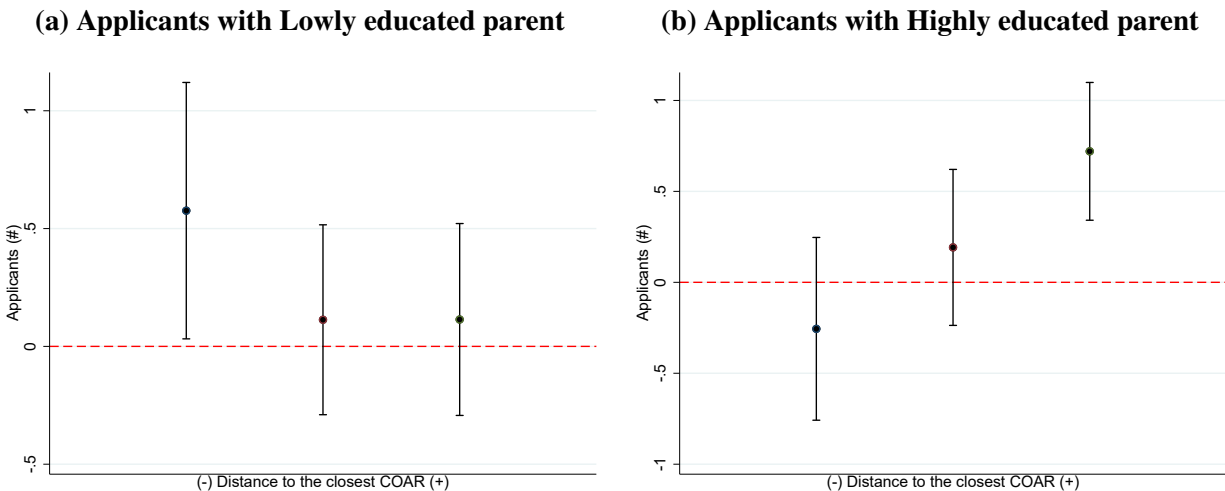 (a) Applicants with Lowly educated parent
Applicants (#)
1
.5
0
-.5
(-) Distance to the closest COAR (+)
(b) Applicants with Highly educated parent
Applicants (#)
1
.5
0
-.5
-1
(-) Distance to the closest COAR (+)